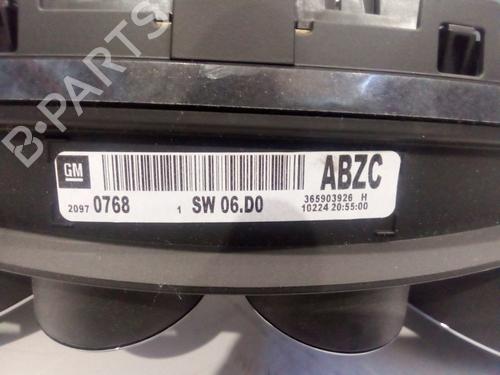 B-PARTS
GM
ABZC
2097 0768 1 SW 06.D0
365903926 H
10224 20:55:00